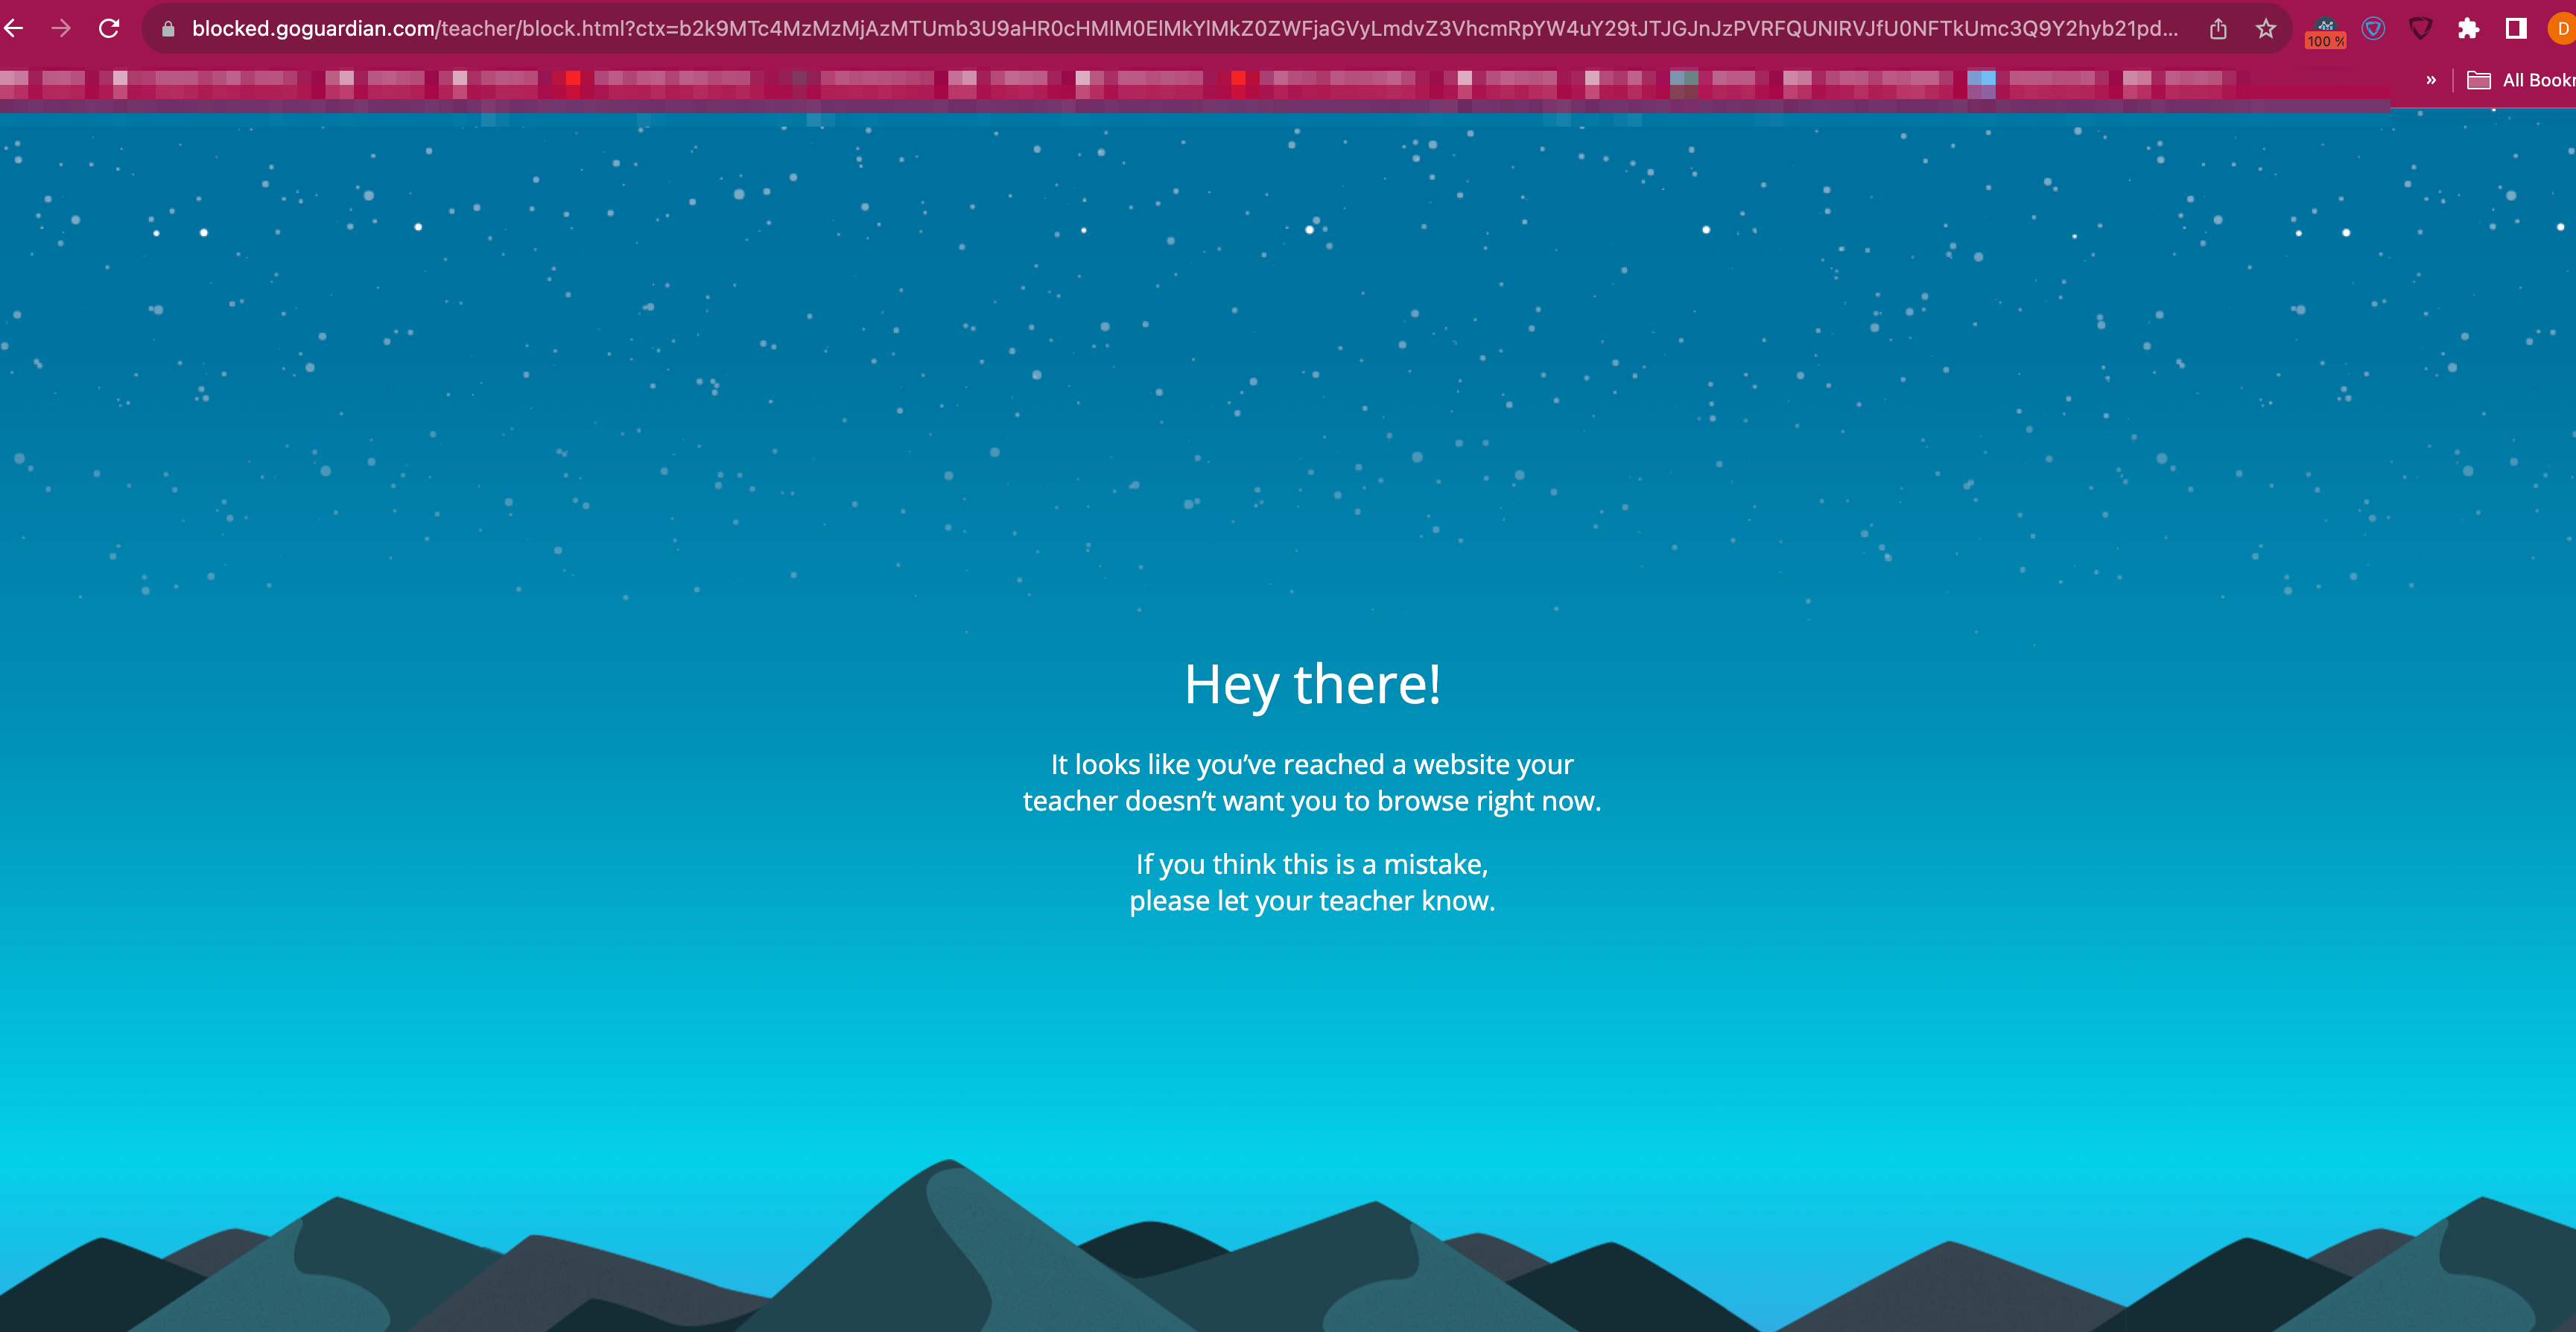 blocked.goguardian.com/teacher/block.html?ctx=b2k9MTc4MzMzMjAzMTUmb3U9aHR0cHMlM0ElMkYlMkZ0ZWFjaGVyLmdvZ3VhcmRpYW4uY29tJTJGJnJzPVRFQUNIRVJfU0NFTkUmc3Q9Y2hyb21pd...
100 %
D
» All Bookr
Hey there!
It looks like you’ve reached a website your
teacher doesn’t want you to browse right now.
If you think this is a mistake,
please let your teacher know.